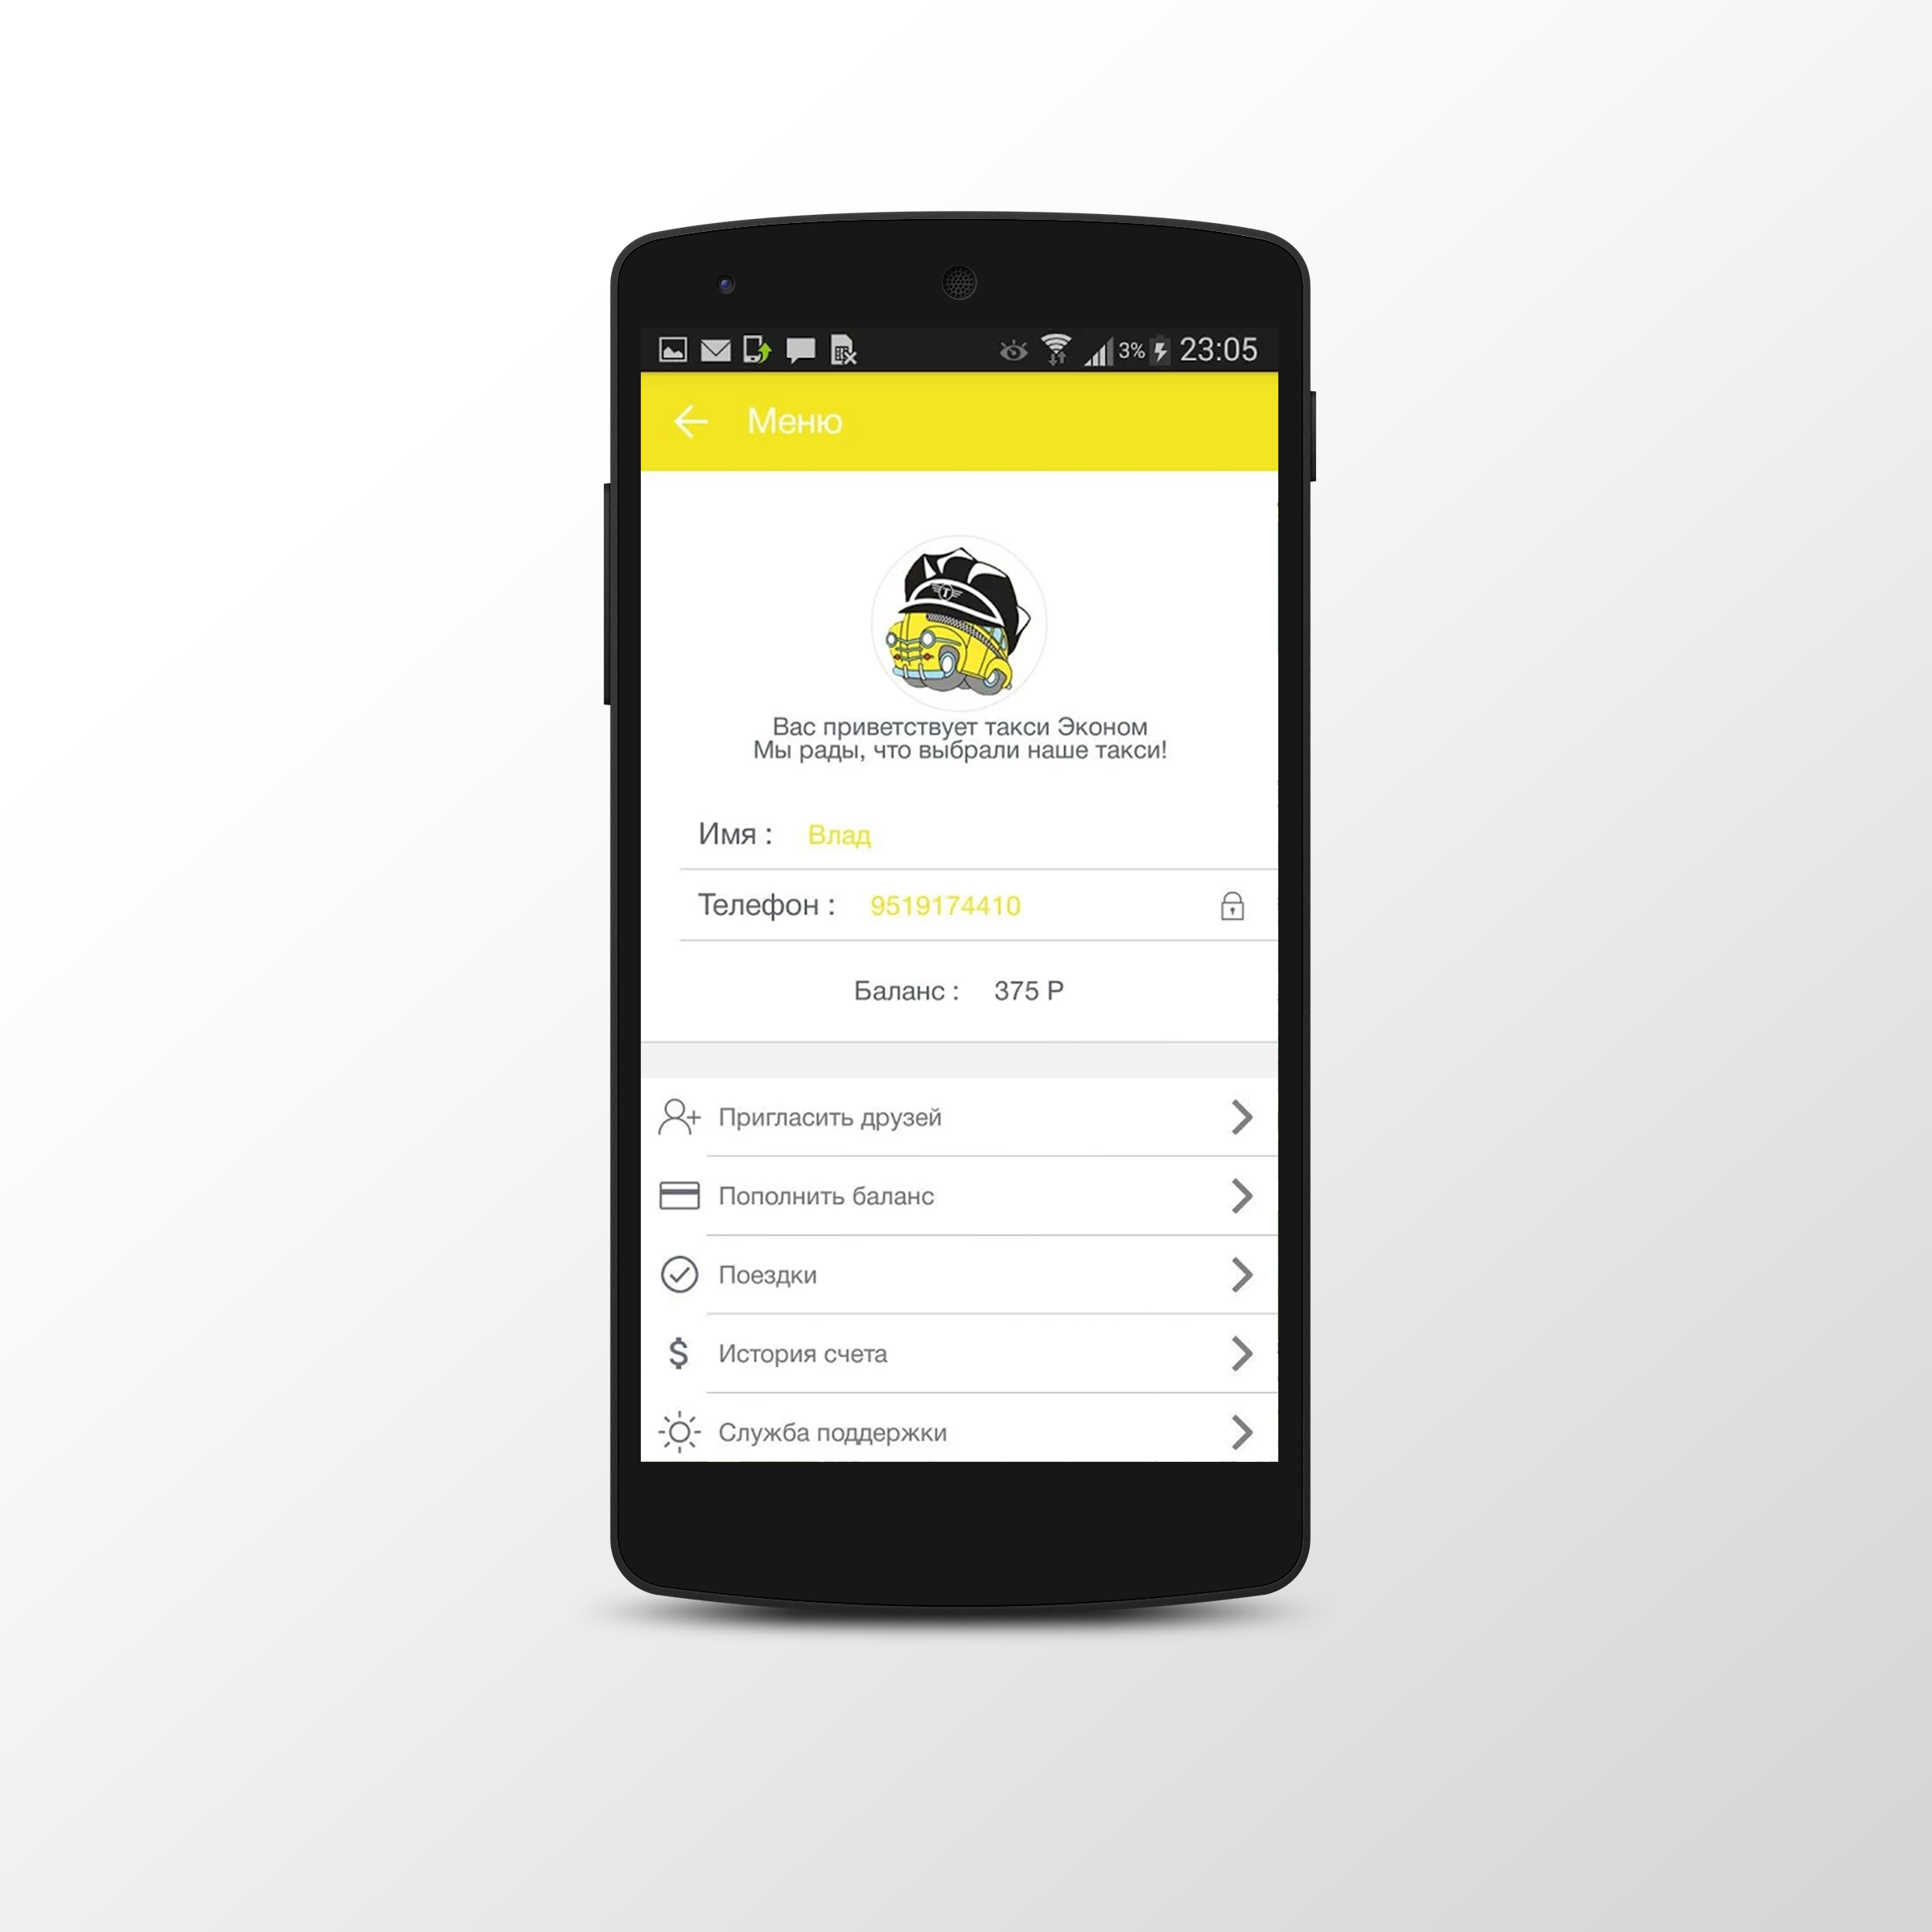 3% 23:05
Меню
T
Вас приветствует такси Эконом
Мы рады, что выбрали наше такси!
Имя : Влад
Телефон : 9519174410
Баланс : 375 Р
Пригласить друзей
Пополнить баланс
Поездки
$ История счета
Служба поддержки